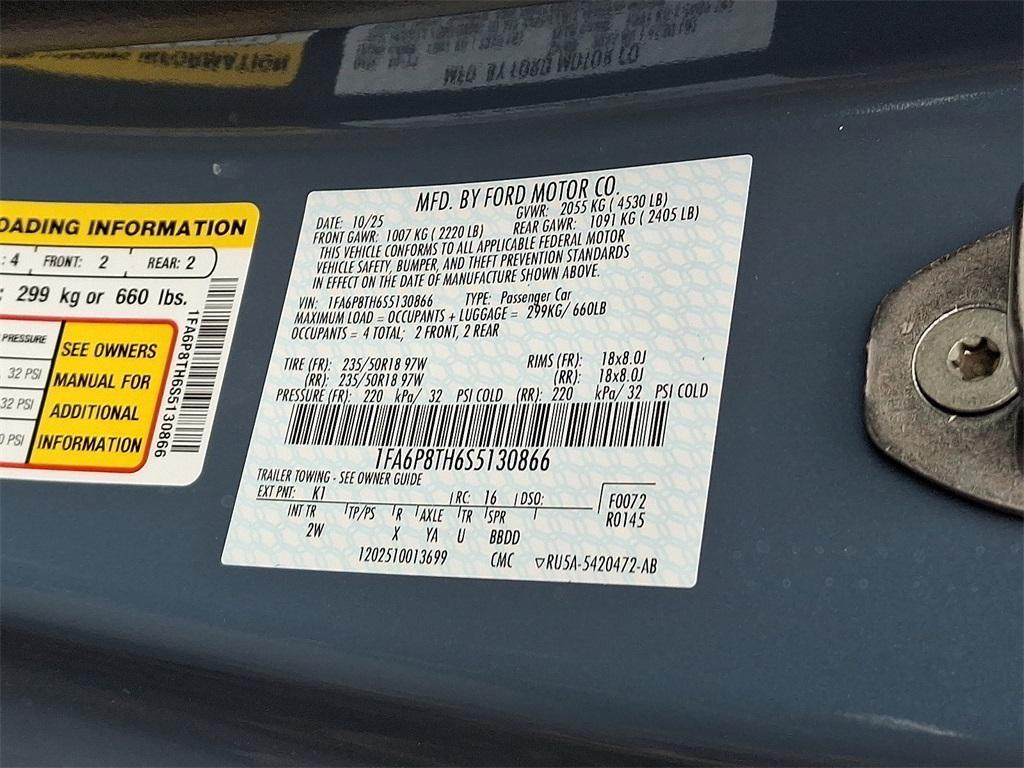 MFD. BY FORD MOTOR CO.
DATE: 10/25 GVWR: 2055 KG ( 4530 LB)
FRONT GAWR: 1007 KG ( 2220 LB) REAR GAWR: 1091 KG ( 2405 LB)
THIS VEHICLE CONFORMS TO ALL APPLICABLE FEDERAL MOTOR
VEHICLE SAFETY, BUMPER, AND THEFT PREVENTION STANDARDS
IN EFFECT ON THE DATE OF MANUFACTURE SHOWN ABOVE.
VIN: 1FA6P8TH6S5130866 TYPE: Passenger Car
MAXIMUM LOAD = OCCUPANTS + LUGGAGE = 299KG/ 660LB
OCCUPANTS = 4 TOTAL; 2 FRONT, 2 REAR
TIRE (FR): 235/50R18 97W RIMS (FR): 18x8.0J
(RR): 235/50R18 97W (RR): 18x8.0J
PRESSURE (FR): 220 kPa/ 32 PSI COLD (RR): 220 kPa/ 32 PSI COLD
1FA6P8TH6S5130866
TRAILER TOWING - SEE OWNER GUIDE
EXT PNT: K1 RC: 16 DSO: F0072
R0145
INT TR TP/PS R AXLE TR SPR
2W X YA U BBDD
1202510013699 CMC ▽RU5A-5420472-AB
OADING INFORMATION
: 4 FRONT: 2 REAR: 2
: 299 kg or 660 lbs.
PRESSURE
32 PSI
32 PSI
0 PSI
SEE OWNERS
MANUAL FOR
ADDITIONAL
INFORMATION
1FA6P8TH6S5130866